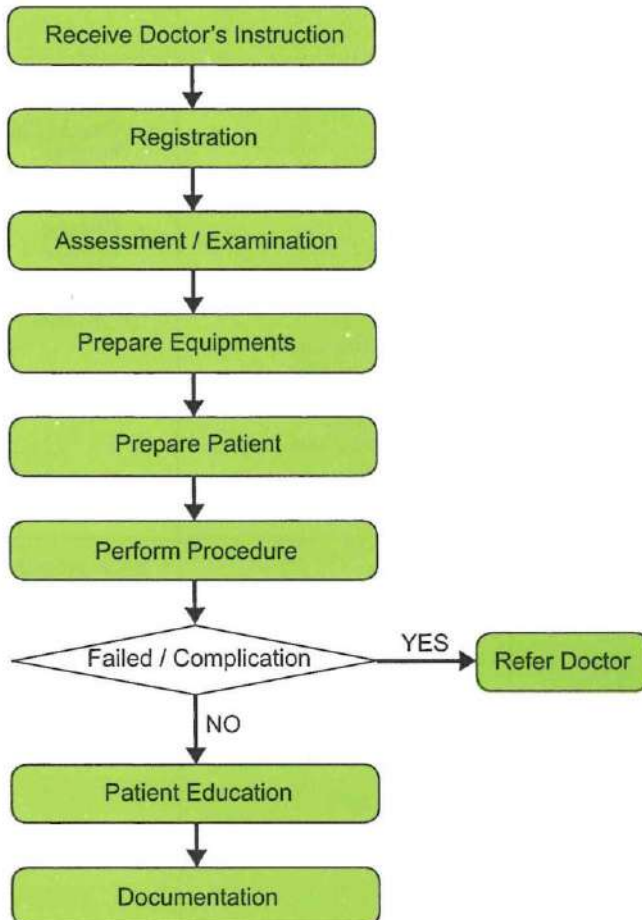 Receive Doctor's Instruction
Registration
Assessment / Examination
Prepare Equipments
Prepare Patient
Perform Procedure
Failed / Complication
YES
Refer Doctor
NO
Patient Education
Documentation